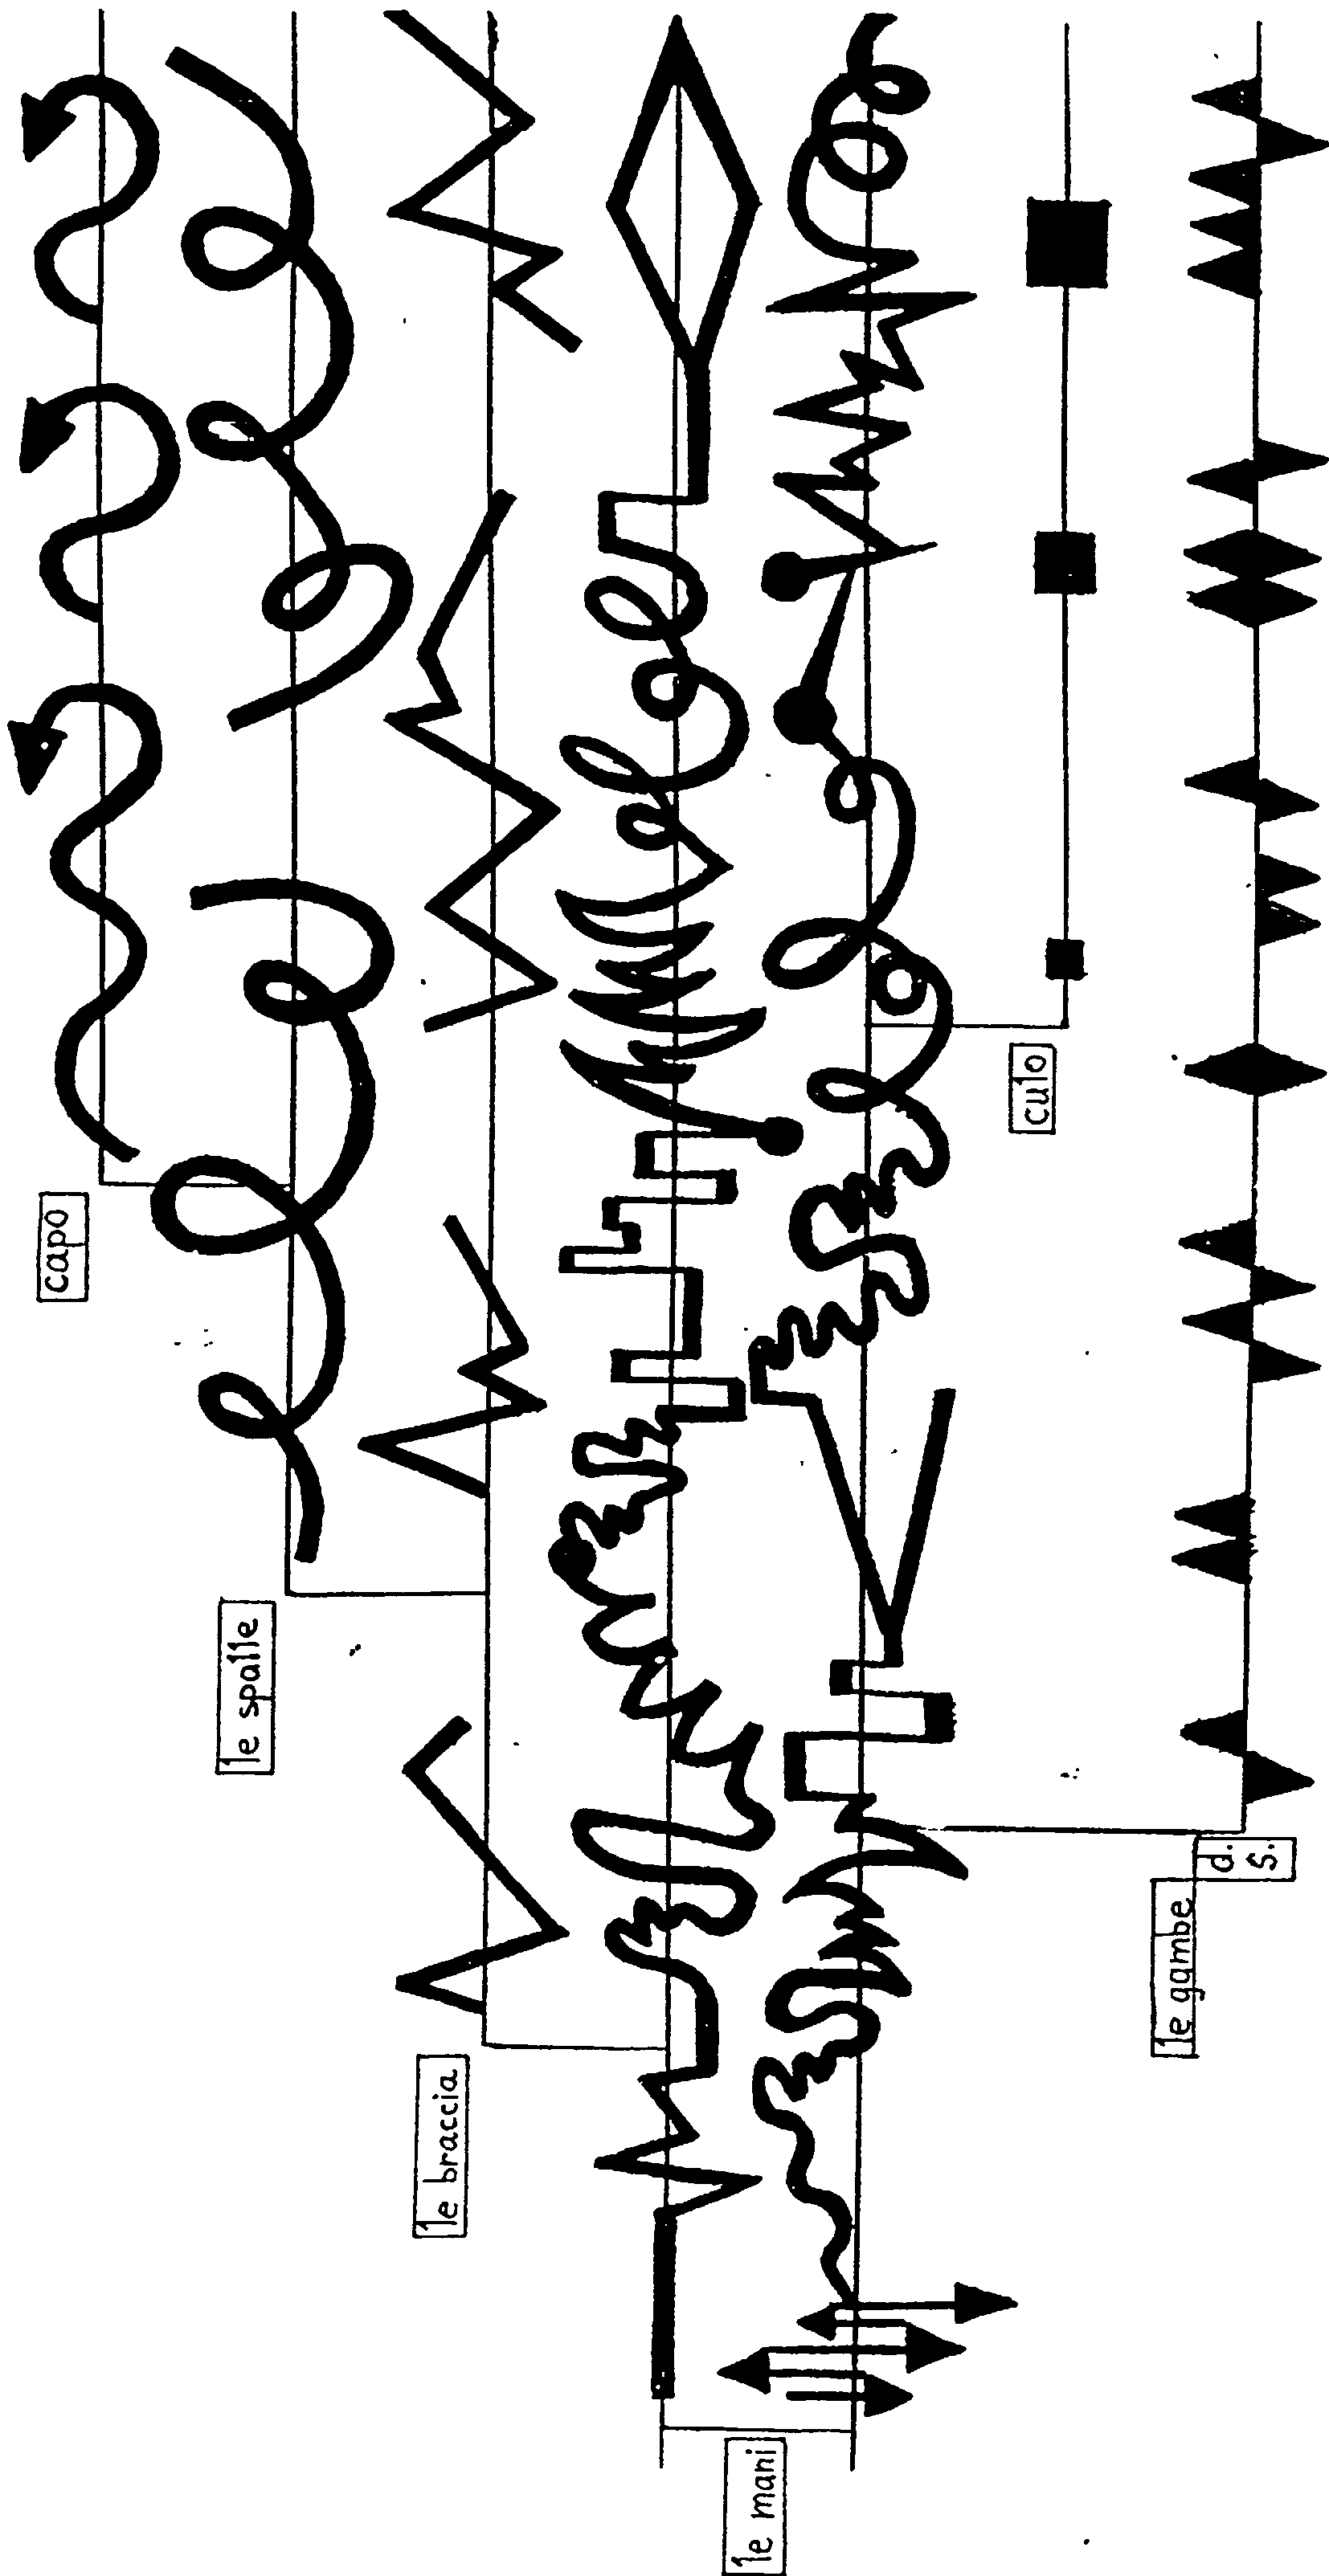 capo
le spalle
le braccia
le mani
culo
le gambe
d.
s.